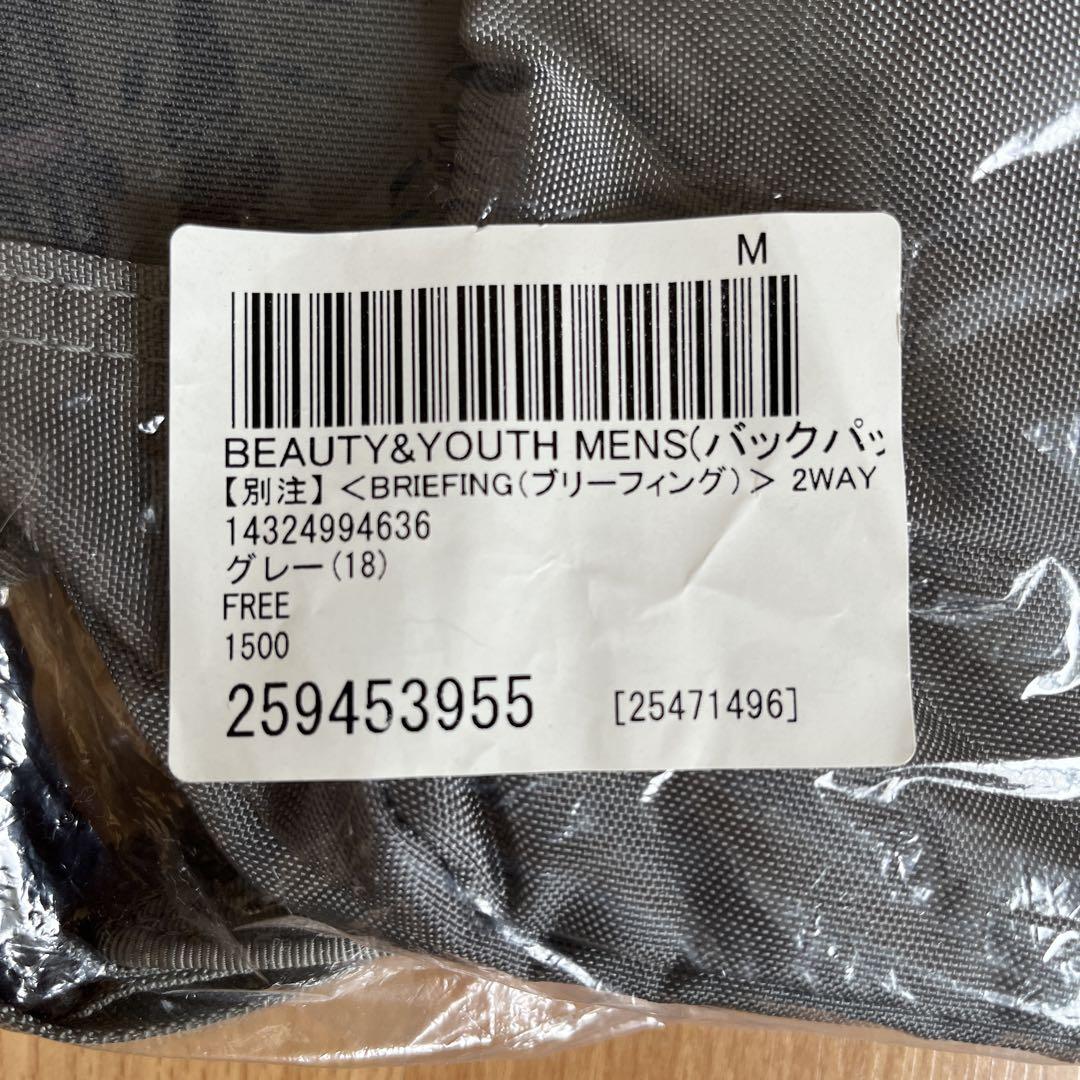 M
BEAUTY&YOUTH MENS(バックパッ
【別注】<BRIEFING(ブリーフィング)> 2WAY
14324994636
グレー(18)
FREE
1500
259453955 [25471496]